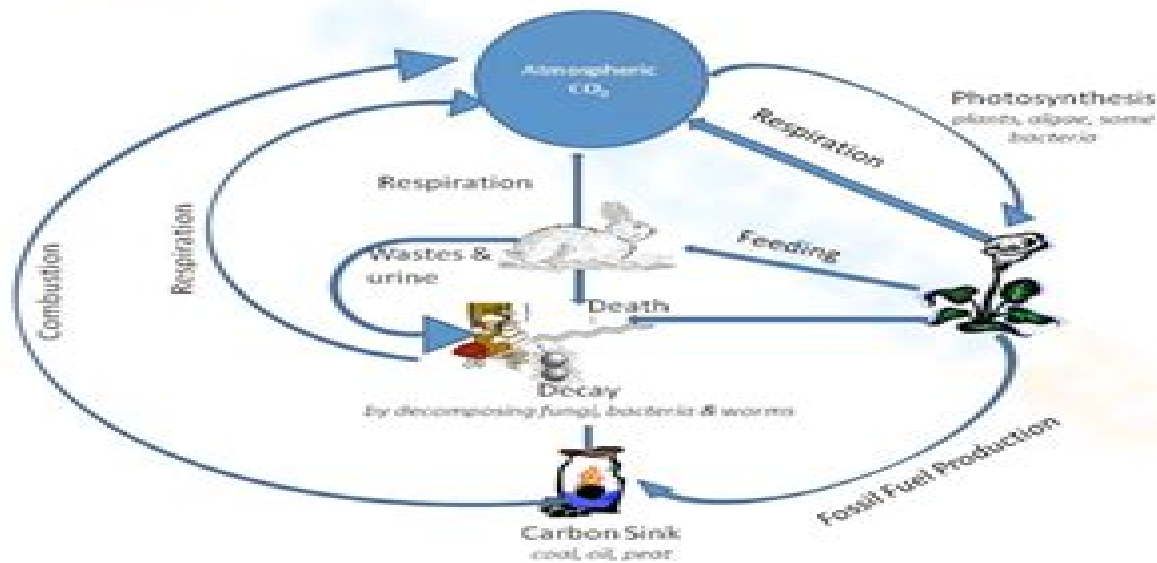 Atmospheric
CO₂
Photosynthesis
plants, algae, some
bacteria
Respiration
Respiration
Feeding
Wastes &
urine
Respiration
Combustion
Death
Decay
by decomposing fungi, bacteria & worms
Fossil Fuel Production
Carbon Sink
coal, oil, peat